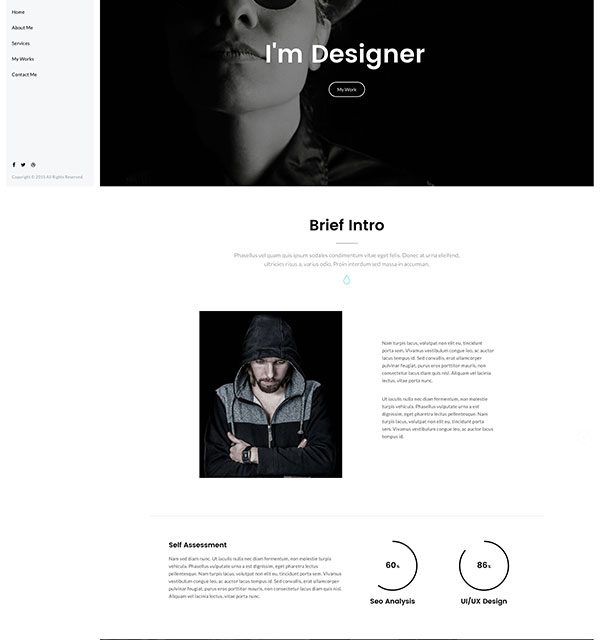 Home
About Me
Services
My Works
Contact Me
Copyright © 2015 All Rights Reserved
I'm Designer
My Work
Brief Intro
Phasellus vel quam quis ipsum sodales condimentum vitae eget felis. Donec at urna eleifend,
ultricies risus a, varius odio. Proin interdum sed massa in accumsan.
Nam turpis lacus, volutpat non elit eu, tincidunt
porta sem. Vivamus vestibulum congue leo, ac auctor
lacus tempus id. Sed convallis, erat ullamcorper
pulvinar feugiat, purus eros porttitor mauris, non
consectetur lacus diam quis nisl. Aliquam vel lacinia
lectus, vitae porta nunc.
Ut iaculis nulla nec diam fermentum, non molestie
turpis vehicula. Phasellus vulputate urna a est
dignissim, eget pharetra lectus pellentesque. Nam
turpis lacus, volutpat non elit eu, tincidunt porta
sem. Vivamus vestibulum congue leo, ac auctor lacus
tempus id.
Self Assessment
Nam sed diam nunc. Ut iaculis nulla nec diam fermentum, non molestie turpis
vehicula. Phasellus vulputate urna a est dignissim, eget pharetra lectus
pellentesque. Nam turpis lacus, volutpat non elit eu, tincidunt porta sem. Vivamus
vestibulum congue leo, ac auctor lacus tempus id. Sed convallis, erat ullamcorper
pulvinar feugiat, purus eros porttitor mauris, non consectetur lacus diam quis nisl.
Aliquam vel lacinia lectus, vitae porta nunc.
60%
Seo Analysis
86%
UI/UX Design